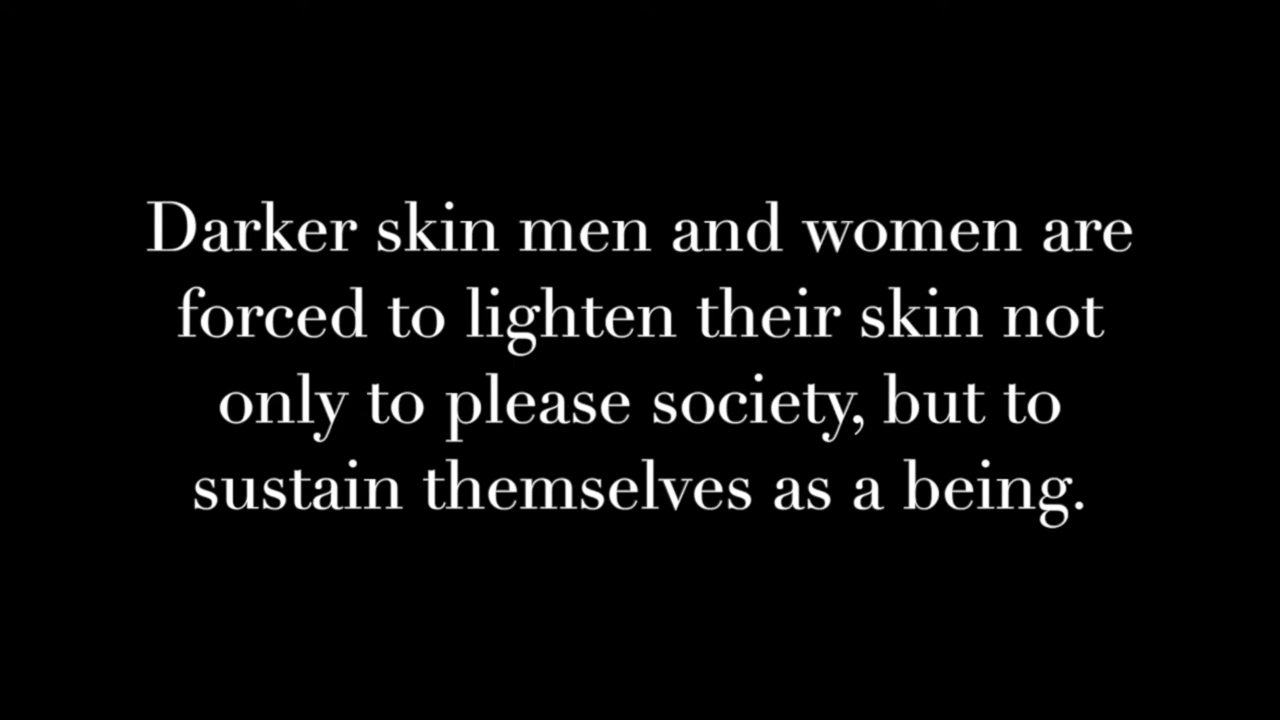 Darker skin men and women are
forced to lighten their skin not
only to please society, but to
sustain themselves as a being.